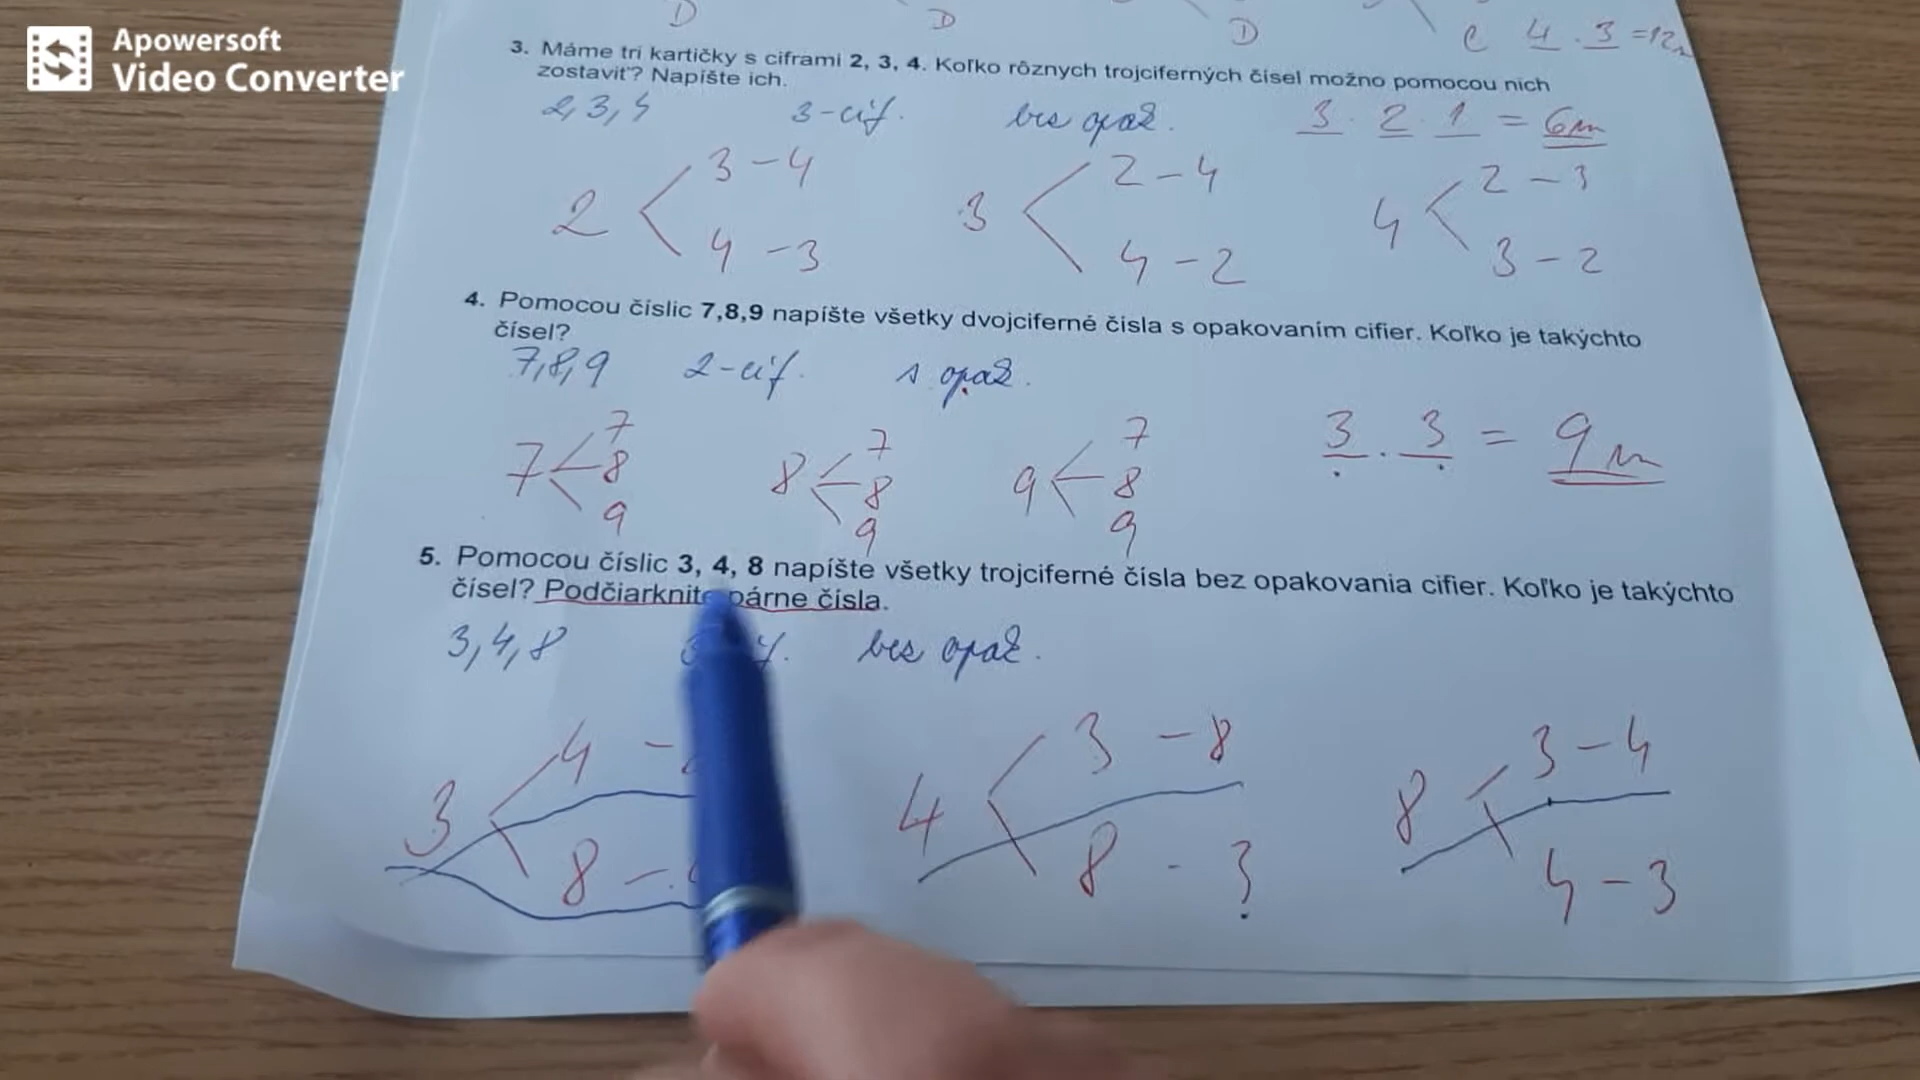 Apowersoft
Video Converter
D D D C 4 . 3 = 12m
3. Máme tri kartičky s ciframi 2, 3, 4. Koľko rôznych trojciferných čísel možno pomocou nich
zostaviť? Napíšte ich.
2,3,4 3-cif. bez opak. 3 . 2 . 1 = 6m
3 - 4 2 - 4 2 - 3
2 3 4
4 - 3 4 - 2 3 - 2
4. Pomocou číslic 7,8,9 napíšte všetky dvojciferné čísla s opakovaním cifier. Koľko je takýchto
čísel?
7,8,9 2-cif. s opak.
7 7 7
7 8 8 8 9 8 3 . 3 = 9m
9 9 9
5. Pomocou číslic 3, 4, 8 napíšte všetky trojciferné čísla bez opakovania cifier. Koľko je takýchto
čísel? Podčiarknite párne čísla.
3,4,8 bez opak.
4 - 3 - 8 3 - 4
3 4 8
8 - 8 - 3 4 - 3